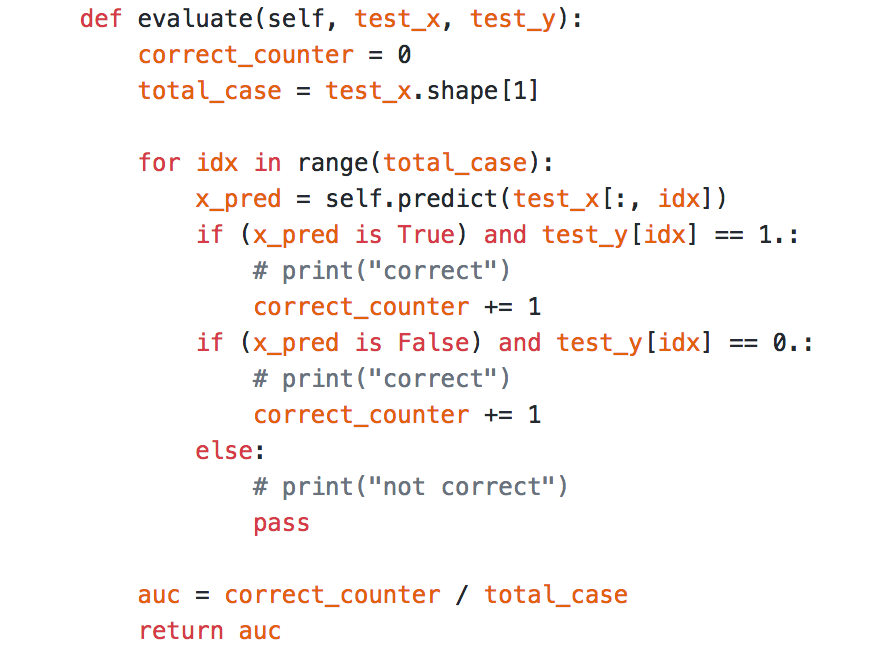 def evaluate(self, test_x, test_y):
    correct_counter = 0
    total_case = test_x.shape[1]

    for idx in range(total_case):
        x_pred = self.predict(test_x[:, idx])
        if (x_pred is True) and test_y[idx] == 1.:
            # print("correct")
            correct_counter += 1
        if (x_pred is False) and test_y[idx] == 0.:
            # print("correct")
            correct_counter += 1
        else:
            # print("not correct")
            pass

    auc = correct_counter / total_case
    return auc